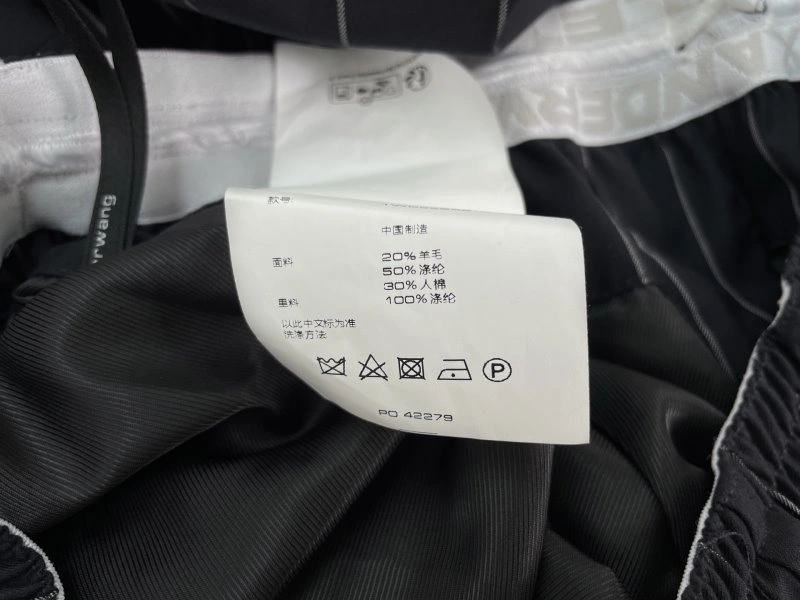 ANDERW
rwang
款号
中国制造
面料
20% 羊毛
50% 涤纶
30% 人棉
里料
100% 涤纶
以此中文标为准
洗涤方法
P
PO 42279